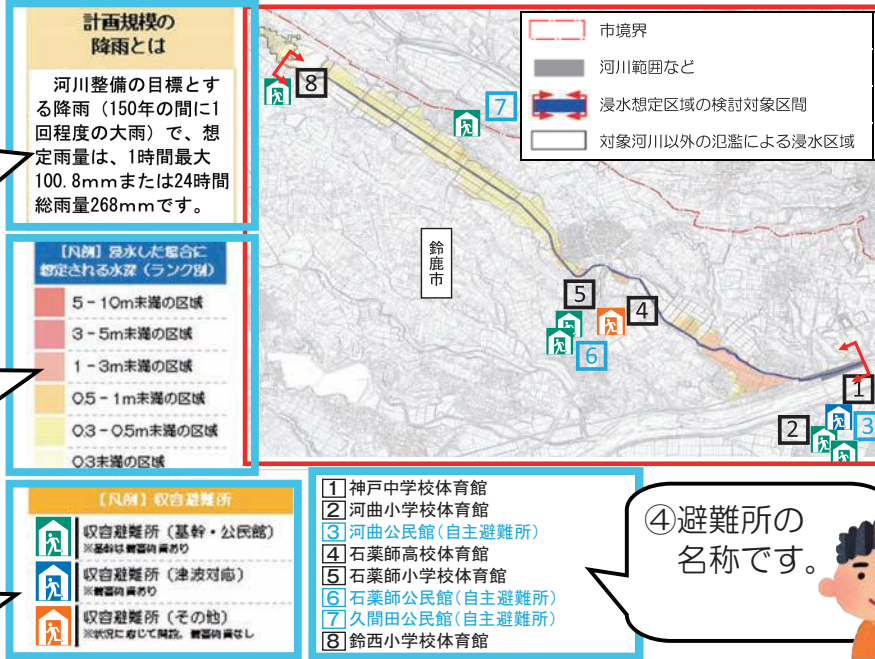 計画規模の
降雨とは
河川整備の目標とす
る降雨（150年の間に1
回程度の大雨）で、想
定雨量は、1時間最大
100.8mmまたは24時間
総雨量268mmです。
【凡例】浸水した場合に
想定される水深（ランク別）
5－10m未満の区域
3－5m未満の区域
1－3m未満の区域
0.5－1m未満の区域
0.3－0.5m未満の区域
0.3未満の区域
【凡例】収容避難所
収容避難所（基幹・公民館）
※基幹は備蓄資機材あり
収容避難所（津波対応）
収容避難所（その他）
市境界
河川範囲など
浸水想定区域の検討対象区間
対象河川以外の氾濫による浸水区域
8
7
鈴鹿市
5
4
6
1
2
3
1 神戸中学校体育館
2 河曲小学校体育館
3 河曲公民館(自主避難所)
4 石薬師高校体育館
5 石薬師小学校体育館
6 石薬師公民館(自主避難所)
7 久間田公民館(自主避難所)
8 鈴西小学校体育館
④避難所の
名称です。